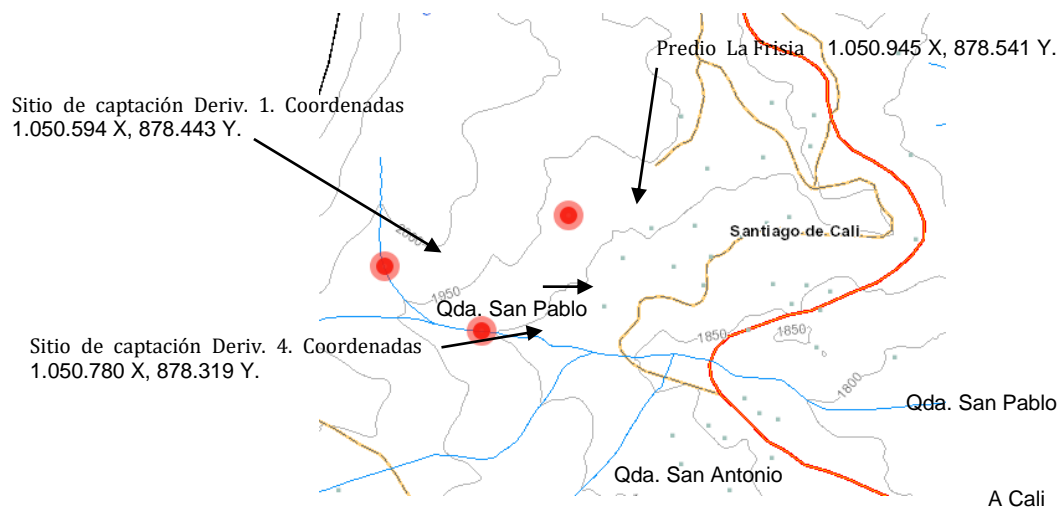 Predio La Frisia 1.050.945 X, 878.541 Y.
Sitio de captación Deriv. 1. Coordenadas
1.050.594 X, 878.443 Y.
Santiago de Cali
2000
1950
Qda. San Pablo
Sitio de captación Deriv. 4. Coordenadas
1.050.780 X, 878.319 Y.
1850
1850
1800
Qda. San Pablo
Qda. San Antonio
A Cali